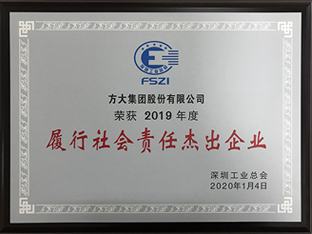 FSZI
方大集团股份有限公司
荣获 2019 年度
履行社会责任杰出企业
深圳工业总会
2020年1月4日